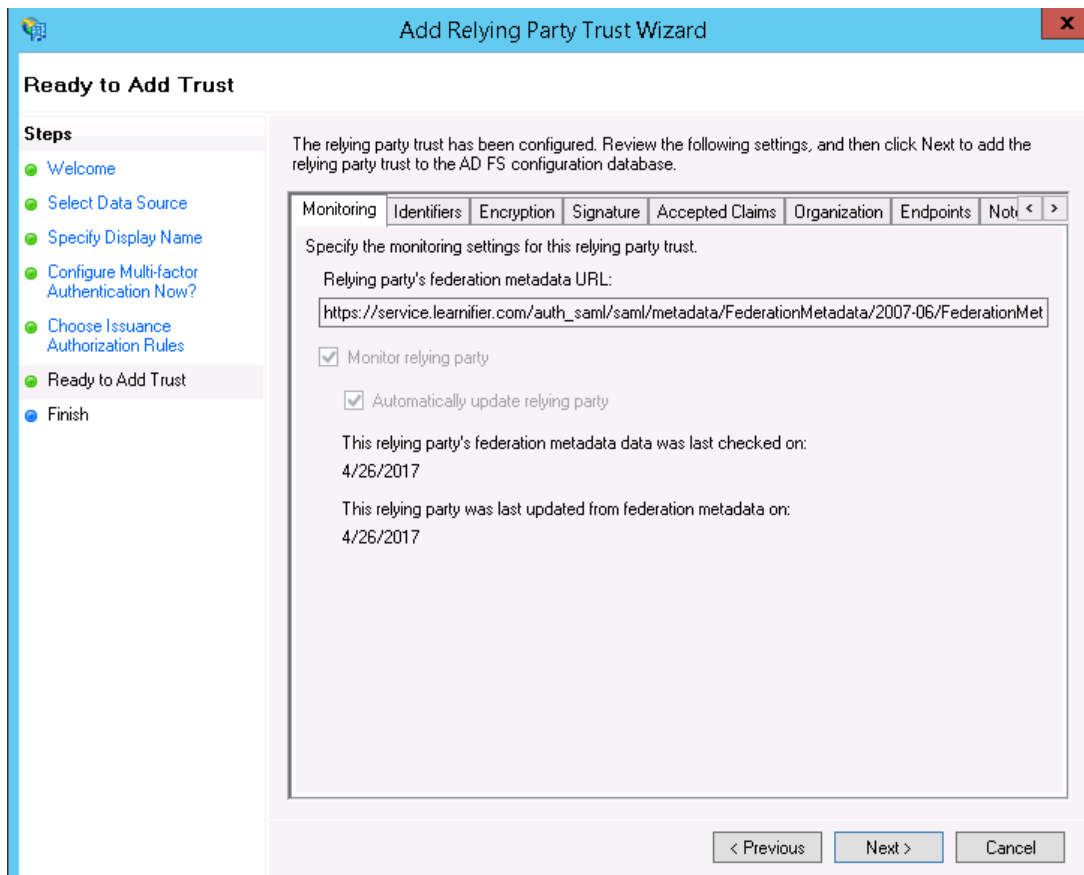 Add Relying Party Trust Wizard
x
Ready to Add Trust
Steps
Welcome
Select Data Source
Specify Display Name
Configure Multi-factor
Authentication Now?
Choose Issuance
Authorization Rules
Ready to Add Trust
Finish
The relying party trust has been configured. Review the following settings, and then click Next to add the
relying party trust to the AD FS configuration database.
Monitoring Identifiers Encryption Signature Accepted Claims Organization Endpoints Not < >
Specify the monitoring settings for this relying party trust.
Relying party's federation metadata URL:
https://service.learnifier.com/auth_saml/saml/metadata/FederationMetadata/2007-06/FederationMet
Monitor relying party
Automatically update relying party
This relying party's federation metadata data was last checked on:
4/26/2017
This relying party was last updated from federation metadata on:
4/26/2017
< Previous Next > Cancel